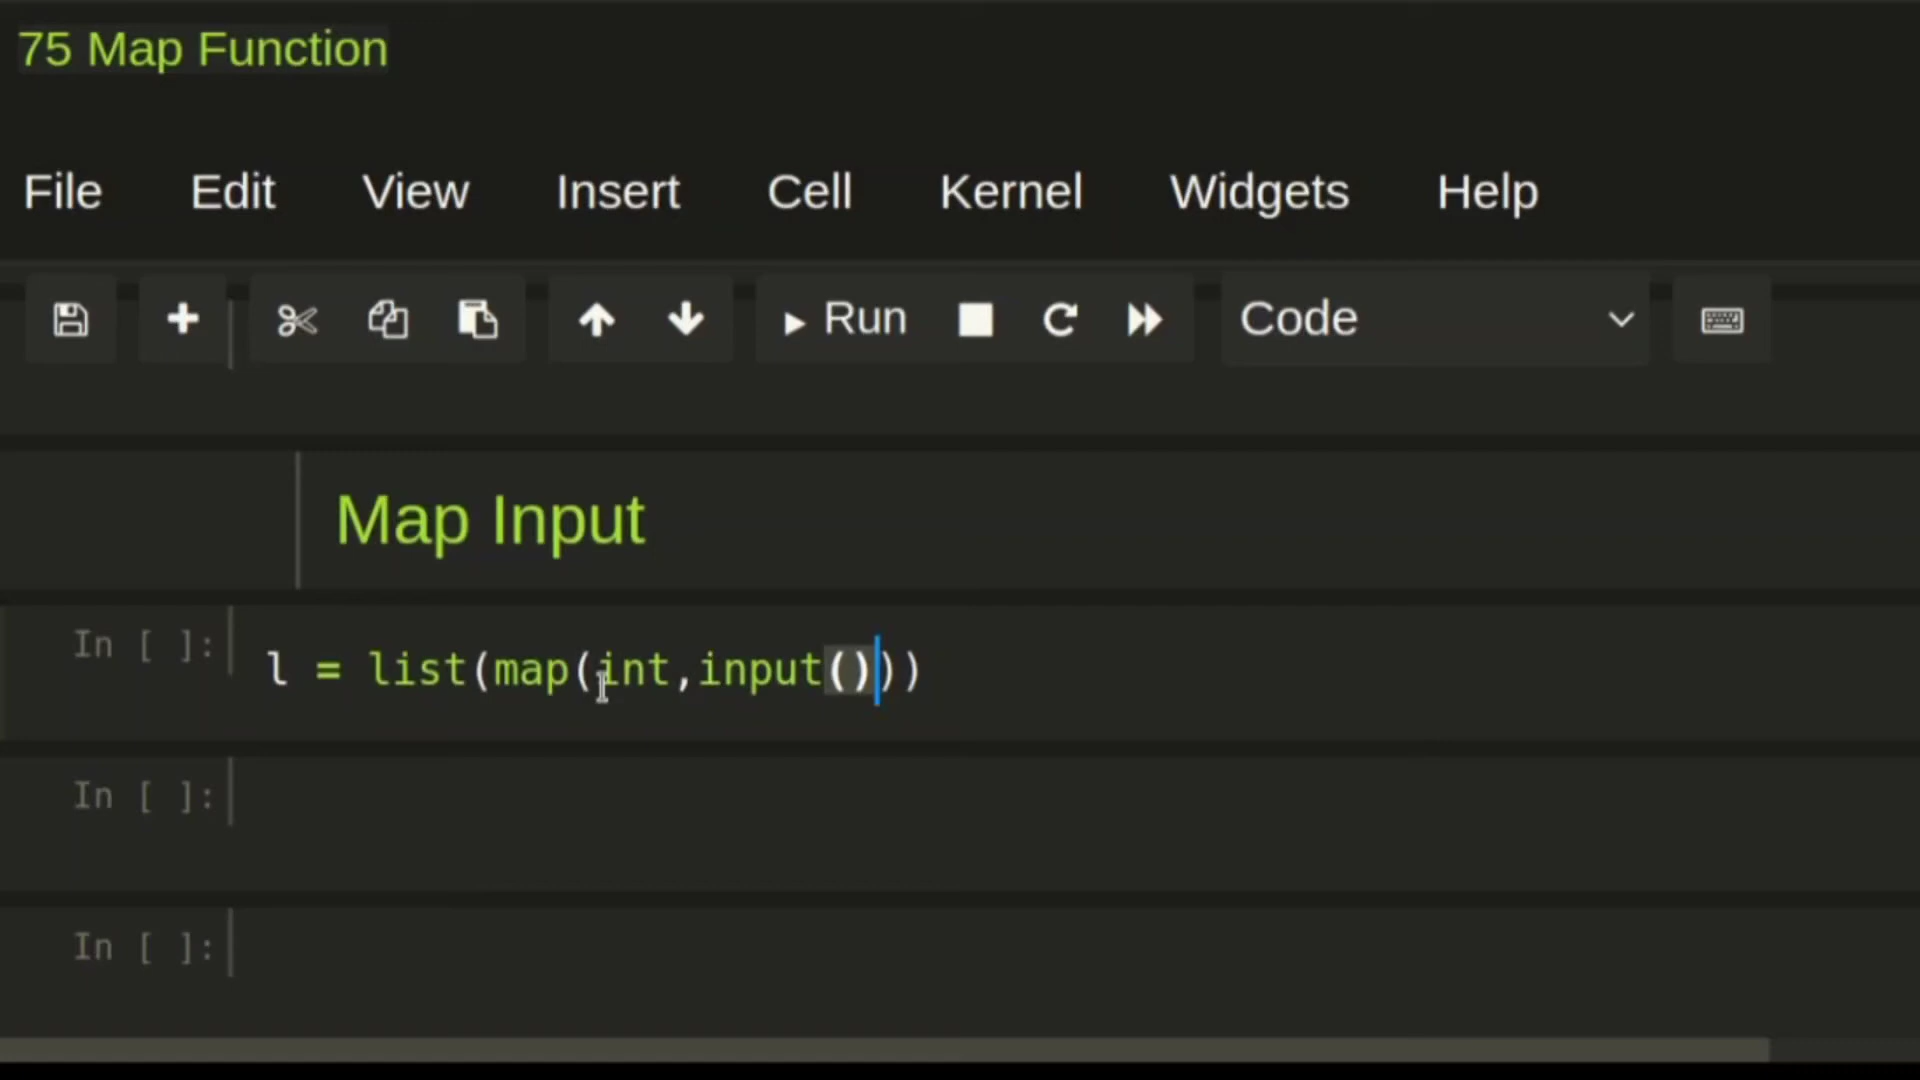 75 Map Function
File Edit View Insert Cell Kernel Widgets Help
Run Code
Map Input
In [ ]: l = list(map(int,input()))
In [ ]:
In [ ]: